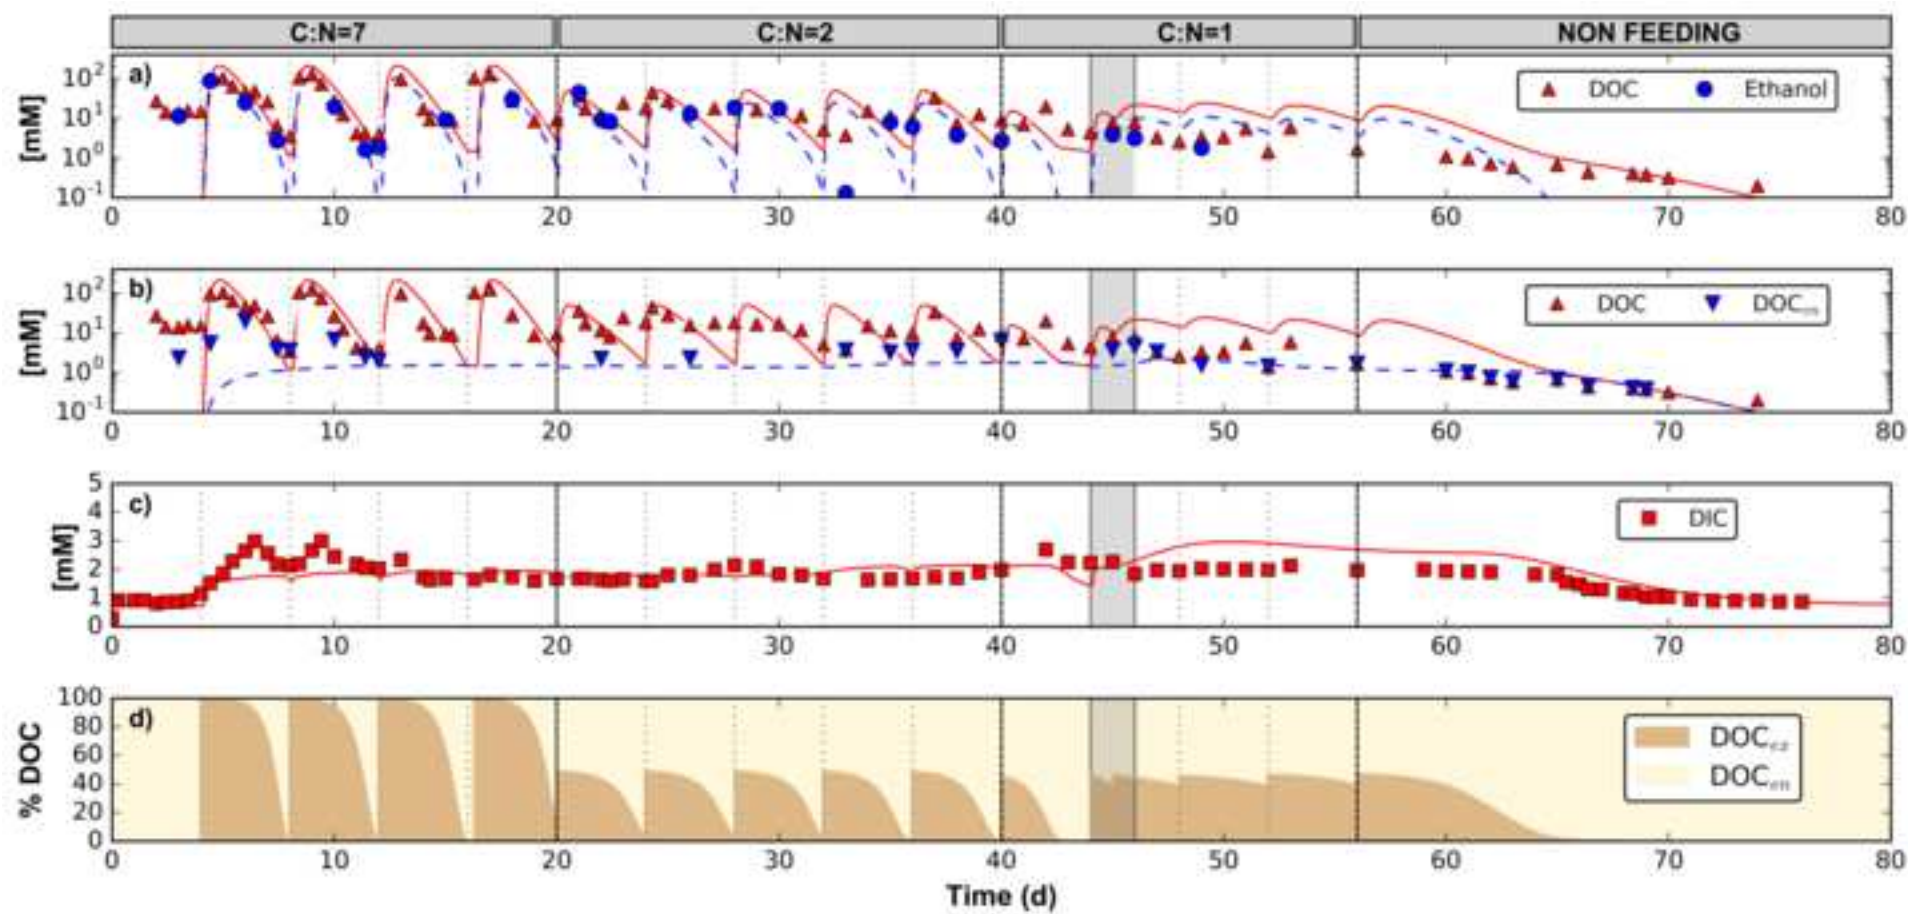 C:N=7 C:N=2 C:N=1 NON FEEDING
a) DOC Ethanol
[mM]
10² 10¹ 10⁰ 10⁻¹
0 10 20 30 40 50 60 70 80
b) DOC DOCₑₙ
[mM]
10² 10¹ 10⁰ 10⁻¹
0 10 20 30 40 50 60 70 80
c) DIC
[mM]
5 4 3 2 1 0
0 10 20 30 40 50 60 70 80
d) DOCₑₓ
DOCₑₙ
% DOC
100 80 60 40 20 0
0 10 20 30 40 50 60 70 80
Time (d)